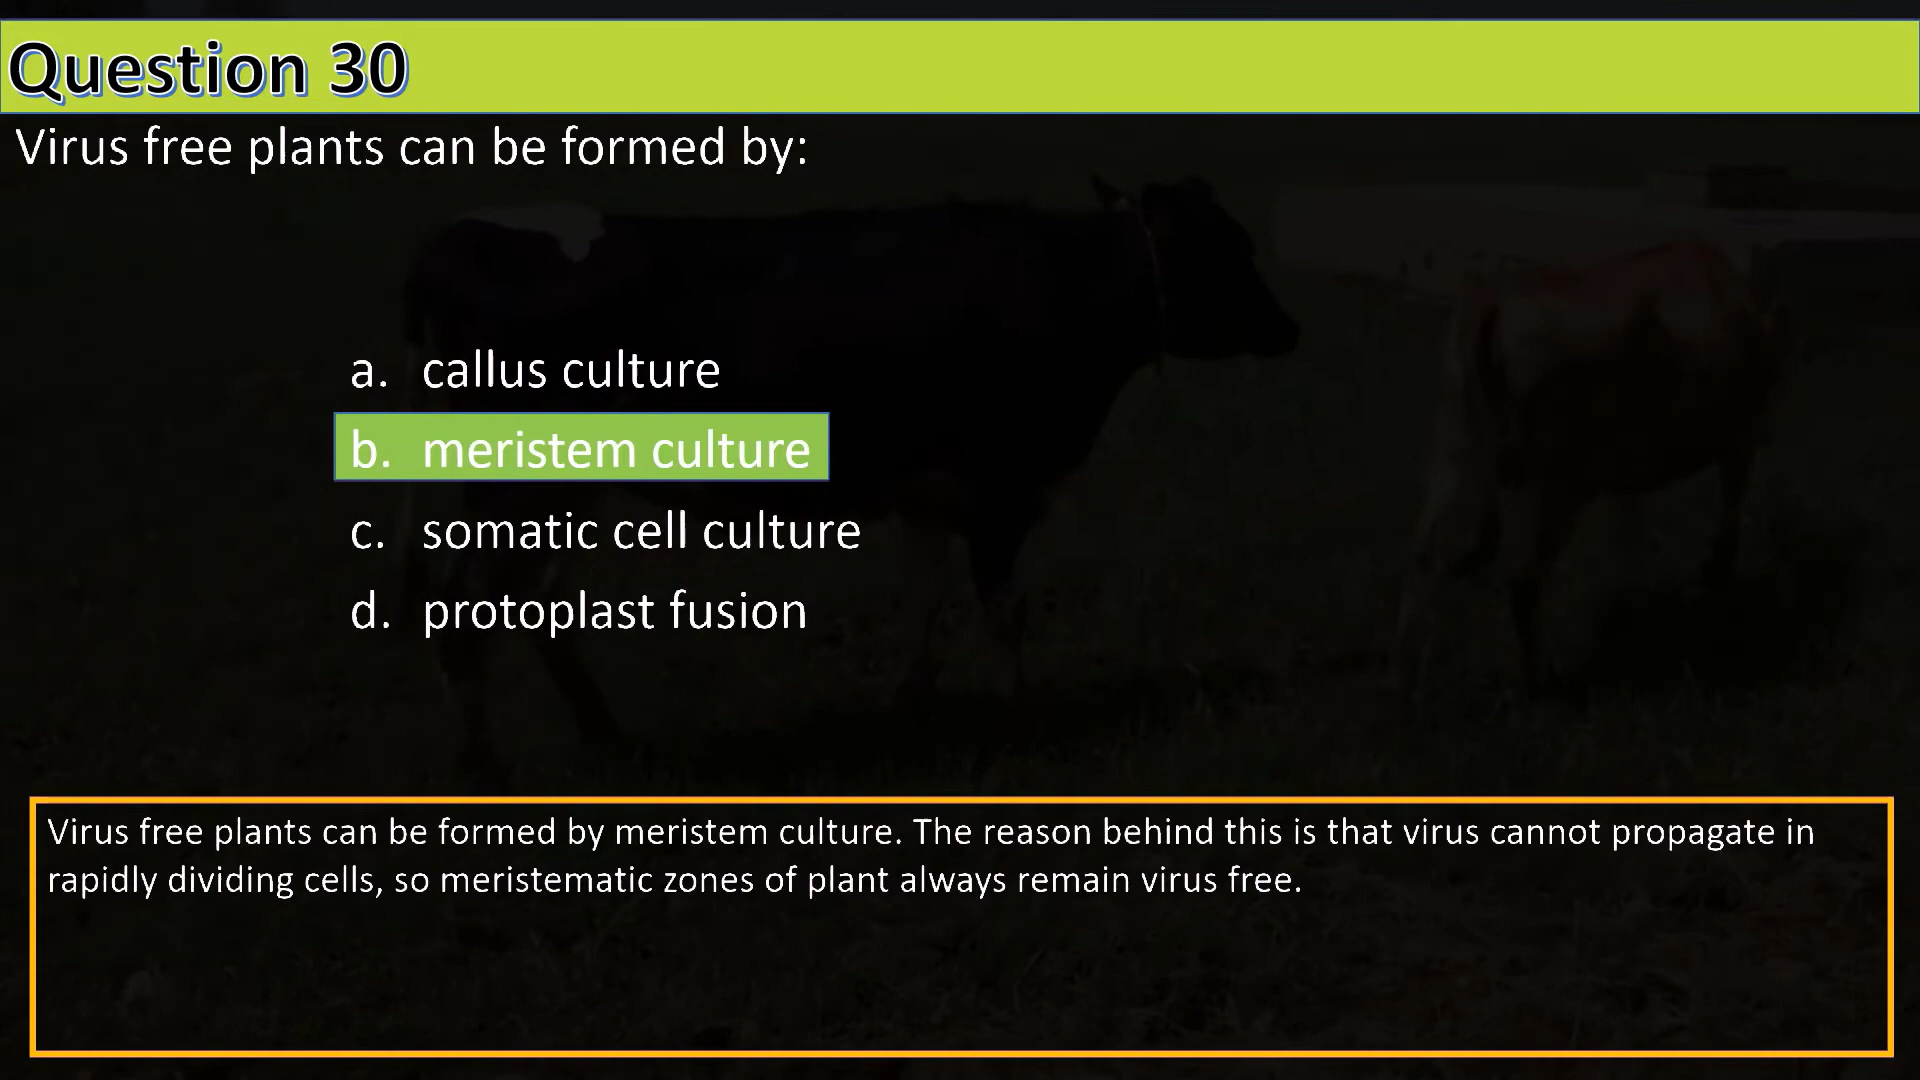 Question 30
Virus free plants can be formed by:
a. callus culture
b. meristem culture
c. somatic cell culture
d. protoplast fusion
Virus free plants can be formed by meristem culture. The reason behind this is that virus cannot propagate in
rapidly dividing cells, so meristematic zones of plant always remain virus free.